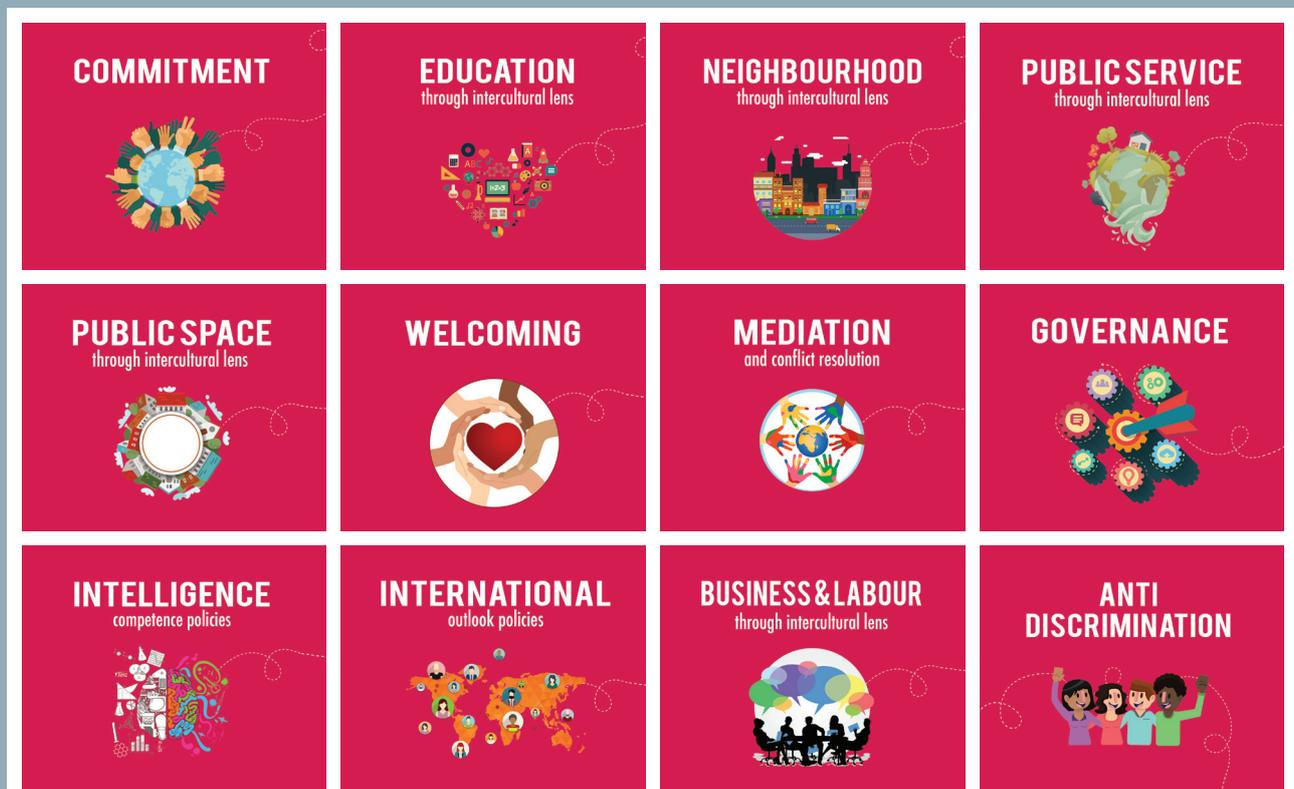 COMMITMENT
EDUCATION
through intercultural lens
NEIGHBOURHOOD
through intercultural lens
PUBLIC SERVICE
through intercultural lens
PUBLIC SPACE
through intercultural lens
WELCOMING
MEDIATION
and conflict resolution
GOVERNANCE
INTELLIGENCE
competence policies
INTERNATIONAL
outlook policies
BUSINESS & LABOUR
through intercultural lens
ANTI
DISCRIMINATION